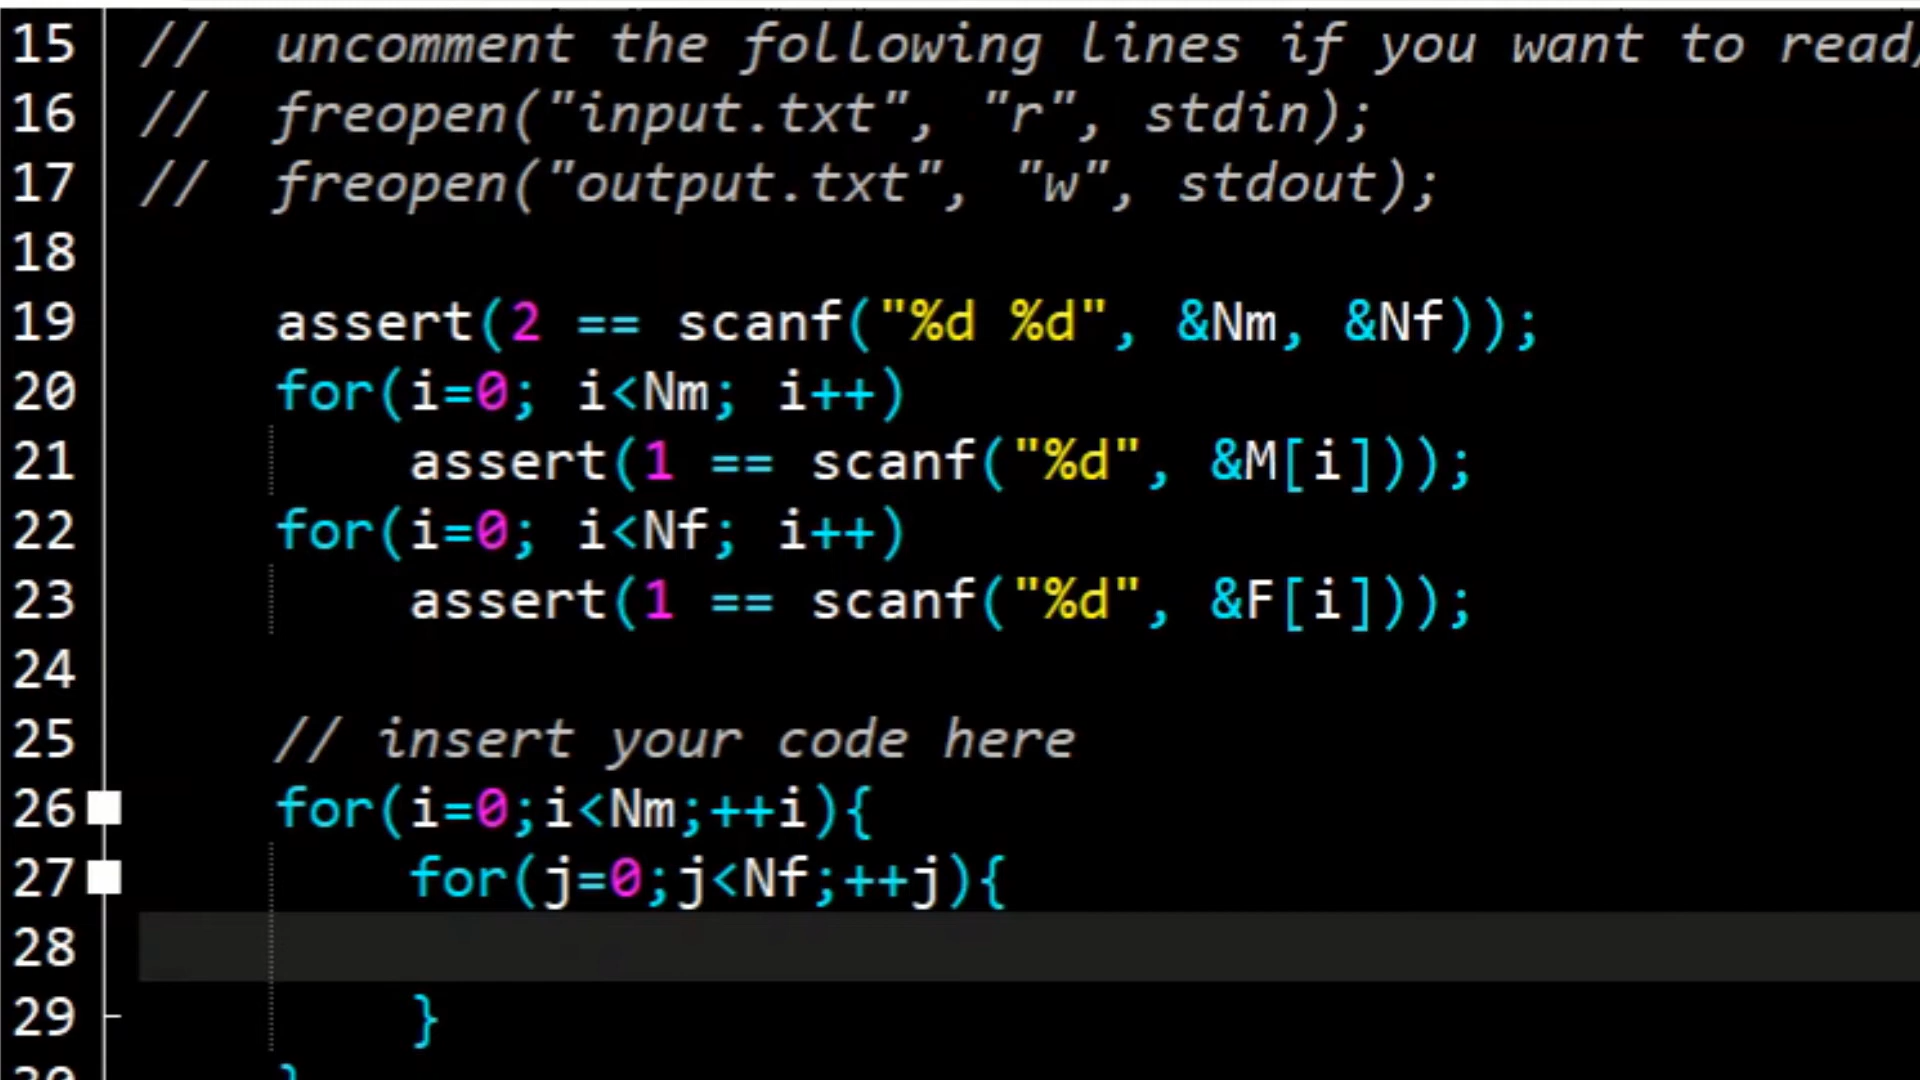 15 // uncomment the following lines if you want to read/
16 // freopen("input.txt", "r", stdin);
17 // freopen("output.txt", "w", stdout);
18
19 assert(2 == scanf("%d %d", &Nm, &Nf));
20 for(i=0; i<Nm; i++)
21 assert(1 == scanf("%d", &M[i]));
22 for(i=0; i<Nf; i++)
23 assert(1 == scanf("%d", &F[i]));
24
25 // insert your code here
26 for(i=0;i<Nm;++i){
27 for(j=0;j<Nf;++j){
28
29 }
30 }